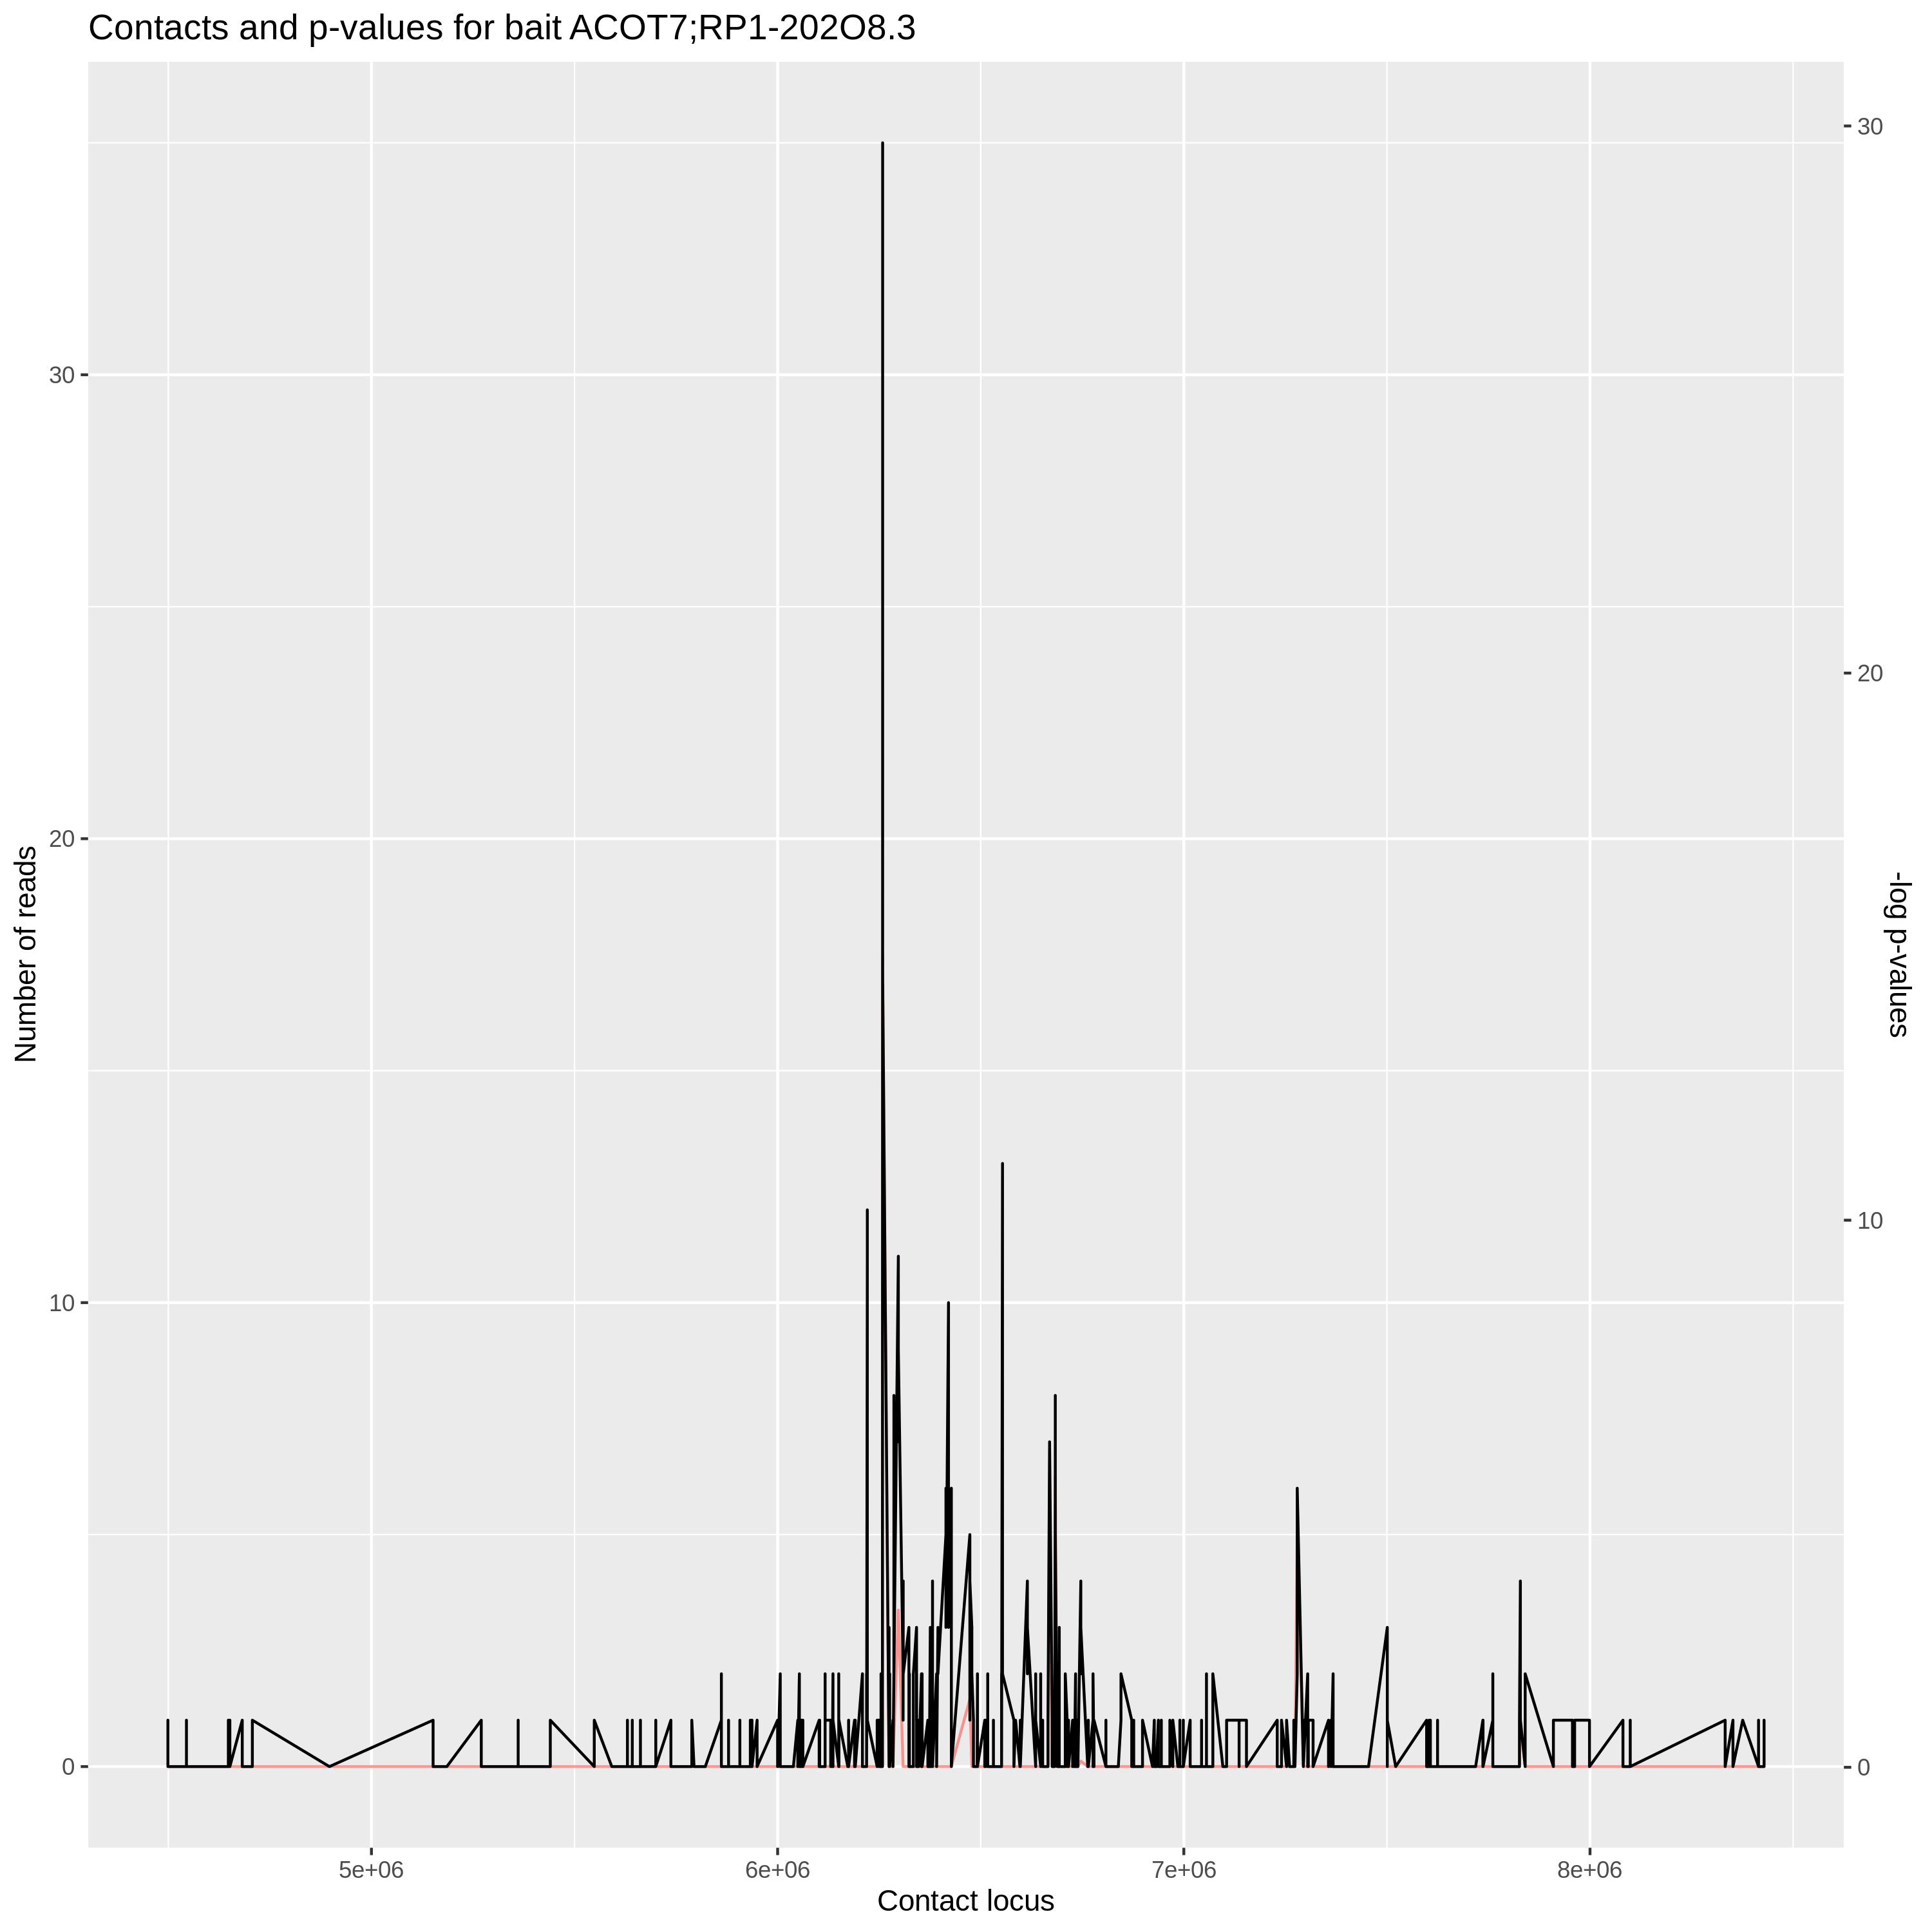 Contacts and p-values for bait ACOT7;RP1-202O8.3
30
20
10
0
Number of reads
30
20
10
0
-log p-values
5e+06
6e+06
7e+06
8e+06
Contact locus